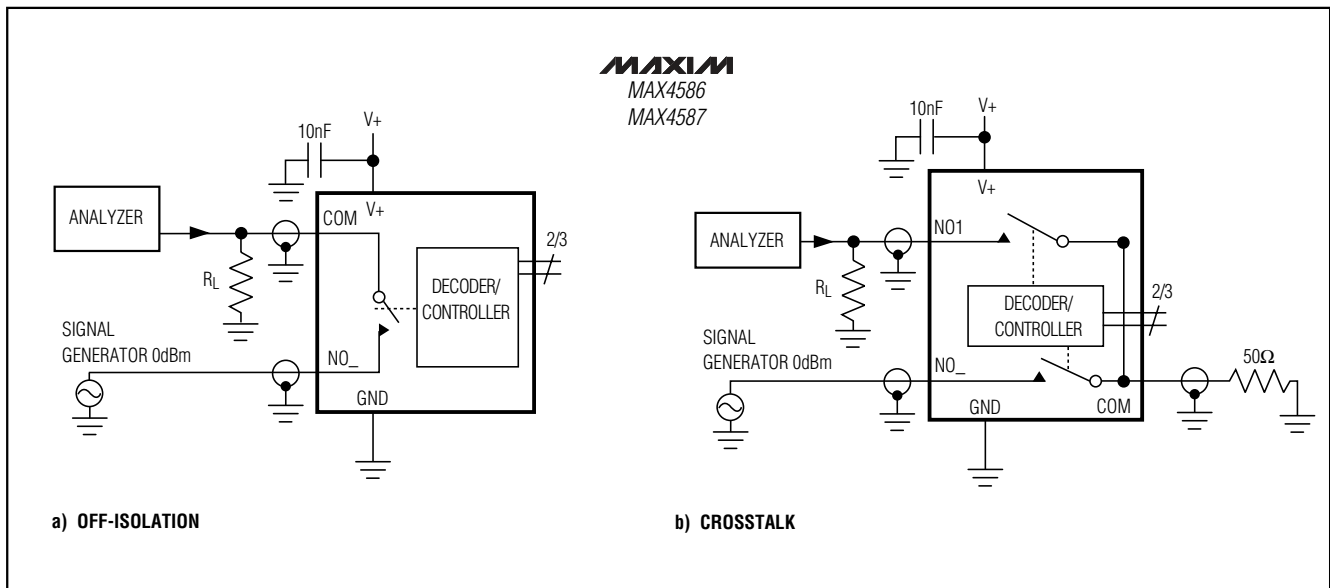 MAXIM
MAX4586
MAX4587
10nF
V+
V+
COM
ANALYZER
RL
2/3
DECODER/
CONTROLLER
SIGNAL
GENERATOR 0dBm
NO_
GND
a) OFF-ISOLATION
10nF
V+
V+
ANALYZER
NO1
RL
2/3
DECODER/
CONTROLLER
SIGNAL
GENERATOR 0dBm
NO_
50Ω
GND
COM
b) CROSSTALK